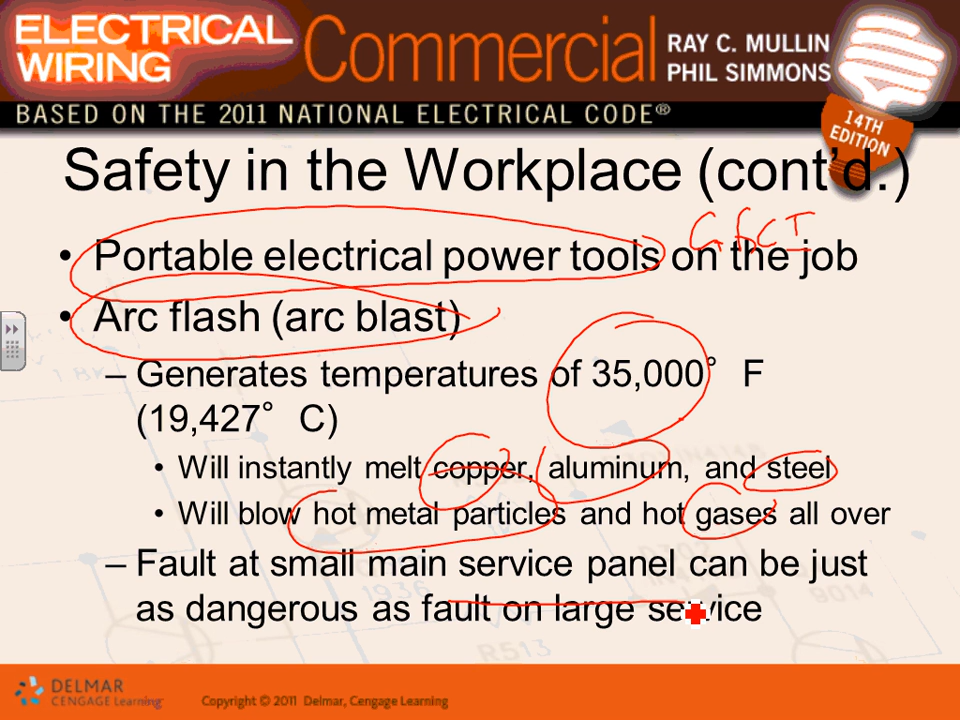 ELECTRICAL
WIRING
Commercial
RAY C. MULLIN
PHIL SIMMONS
BASED ON THE 2011 NATIONAL ELECTRICAL CODE®
14TH
EDITION
Safety in the Workplace (cont'd.)
GFCI
• Portable electrical power tools on the job
• Arc flash (arc blast)
– Generates temperatures of 35,000° F
(19,427° C)
• Will instantly melt copper, aluminum, and steel
• Will blow hot metal particles and hot gases all over
– Fault at small main service panel can be just
as dangerous as fault on large service
1936
9014
R513
DELMAR
CENGAGE Learning
Copyright © 2011 Delmar, Cengage Learning